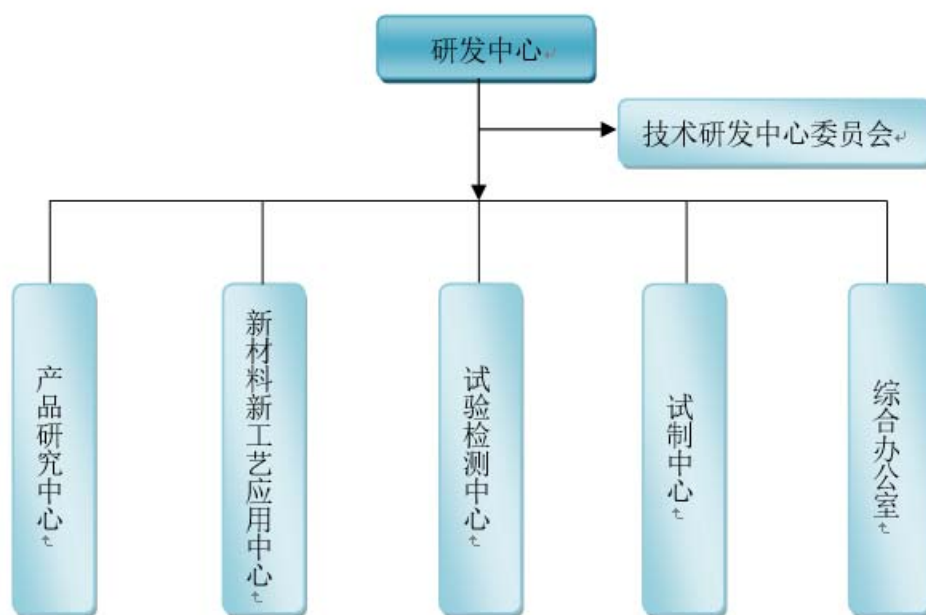 研发中心
技术研发中心委员会
产品研究中心
新材料新工艺应用中心
试验检测中心
试制中心
综合办公室